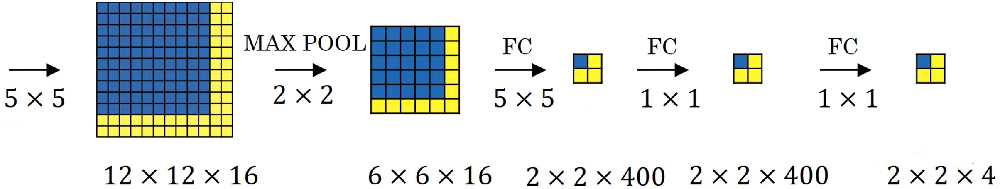 MAX POOL
FC
FC
FC
5 × 5
2 × 2
5 × 5
1 × 1
1 × 1
12 × 12 × 16
6 × 6 × 16
2 × 2 × 400
2 × 2 × 400
2 × 2 × 4